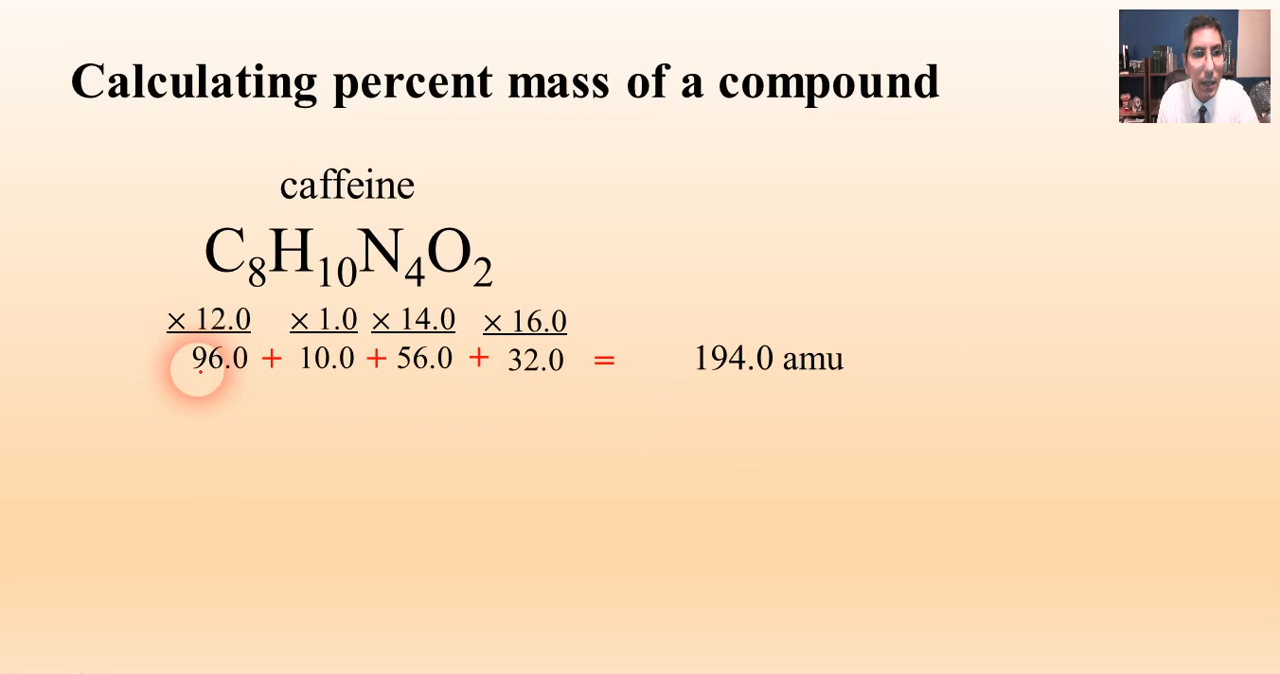 Calculating percent mass of a compound
caffeine
C₈H₁₀N₄O₂
× 12.0 × 1.0 × 14.0 × 16.0
96.0 + 10.0 + 56.0 + 32.0 = 194.0 amu